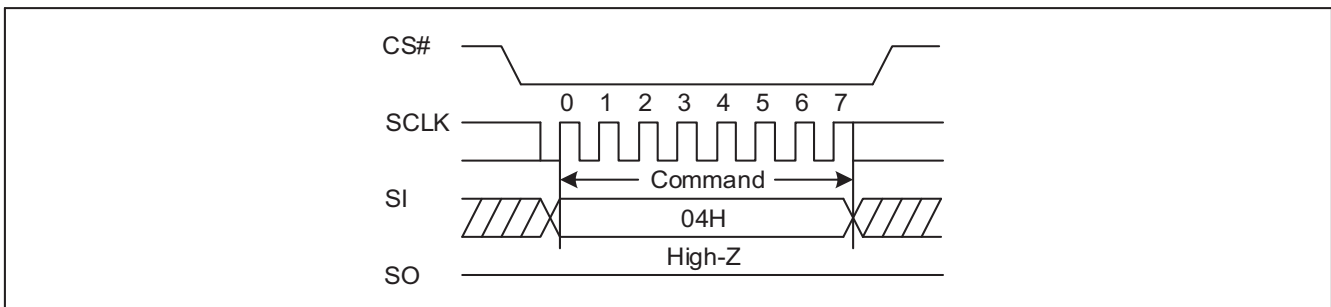 CS#
0 1 2 3 4 5 6 7
SCLK
Command
SI
04H
High-Z
SO